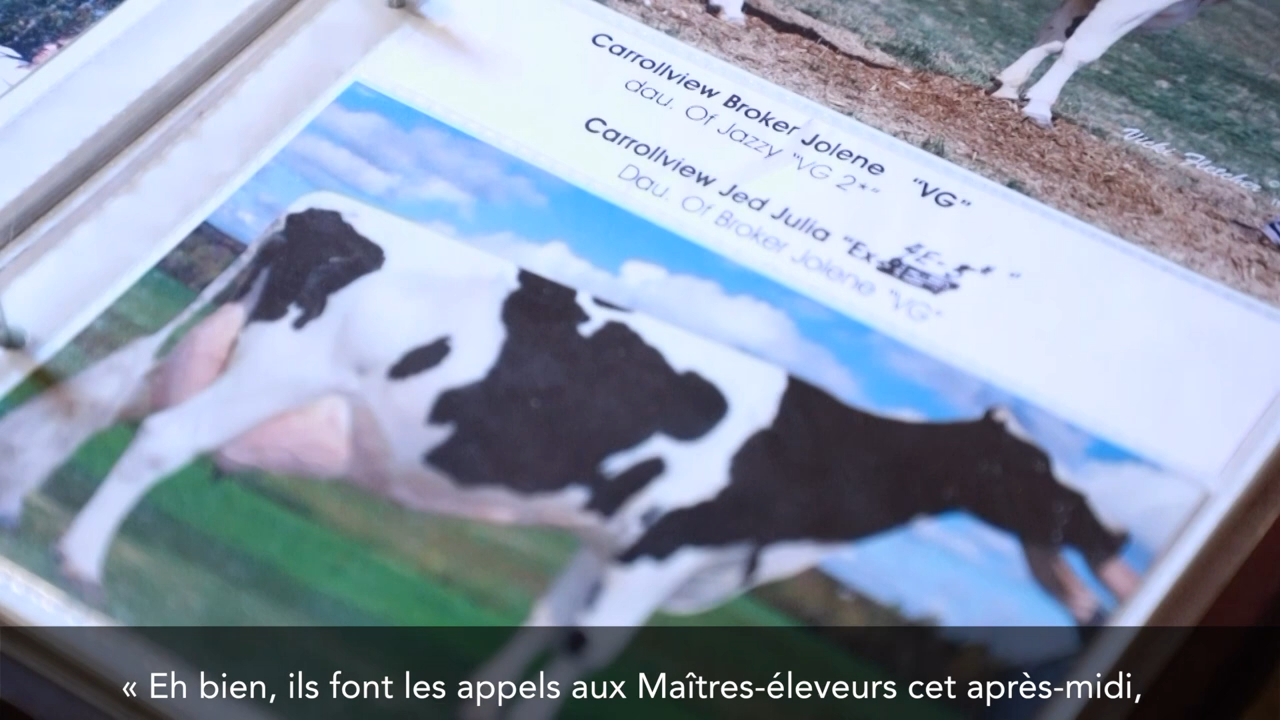 Carrollview Broker Jolene "VG"
dau. Of Jazzy "VG 2*"
Carrollview Jed Julia "Ex 4E-
Dau. Of Broker Jolene "VG"
« Eh bien, ils font les appels aux Maîtres-éleveurs cet après-midi,